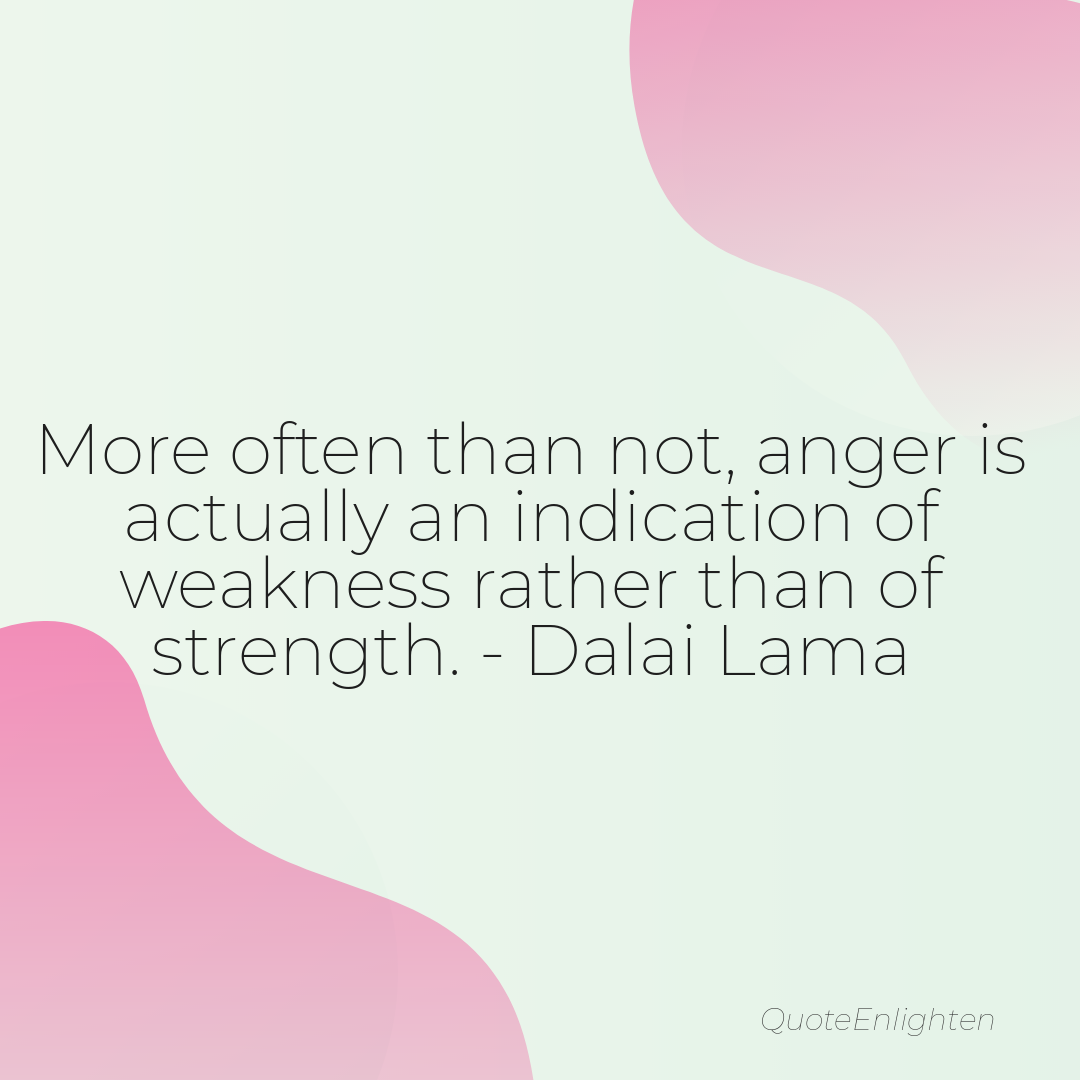 More often than not, anger is
actually an indication of
weakness rather than of
strength. - Dalai Lama
QuoteEnlighten